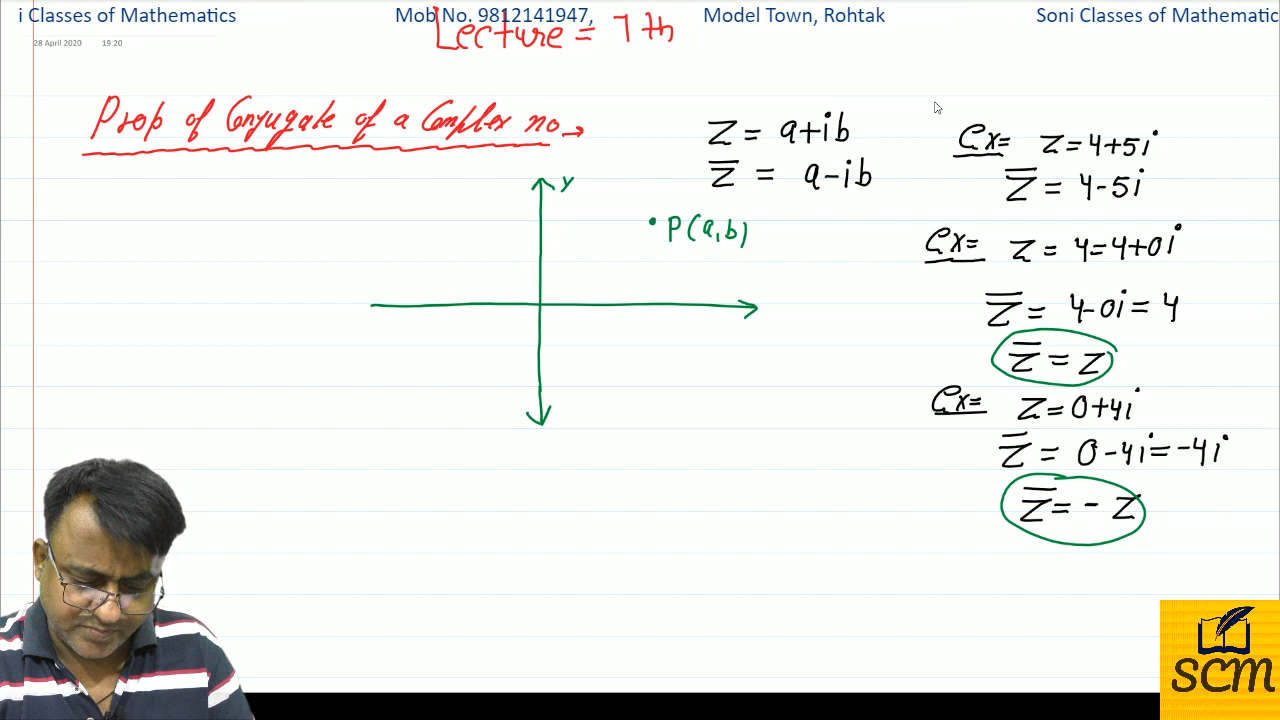 i Classes of Mathematics Mob No. 9812141947, Model Town, Rohtak Soni Classes of Mathematic
28 April 2020 19:20
Lecture = 7th
Prop of Conjugate of a Complex no→
z = a+ib
z̅ = a-ib
Ex= z=4+5i
z̅ = 4-5i
y
P(a,b)
Ex= z = 4=4+0i
z̅ = 4-0i = 4
z̅ = z
Ex= z=0+4i
z̅ = 0-4i=-4i
z̅ = - z
SCM